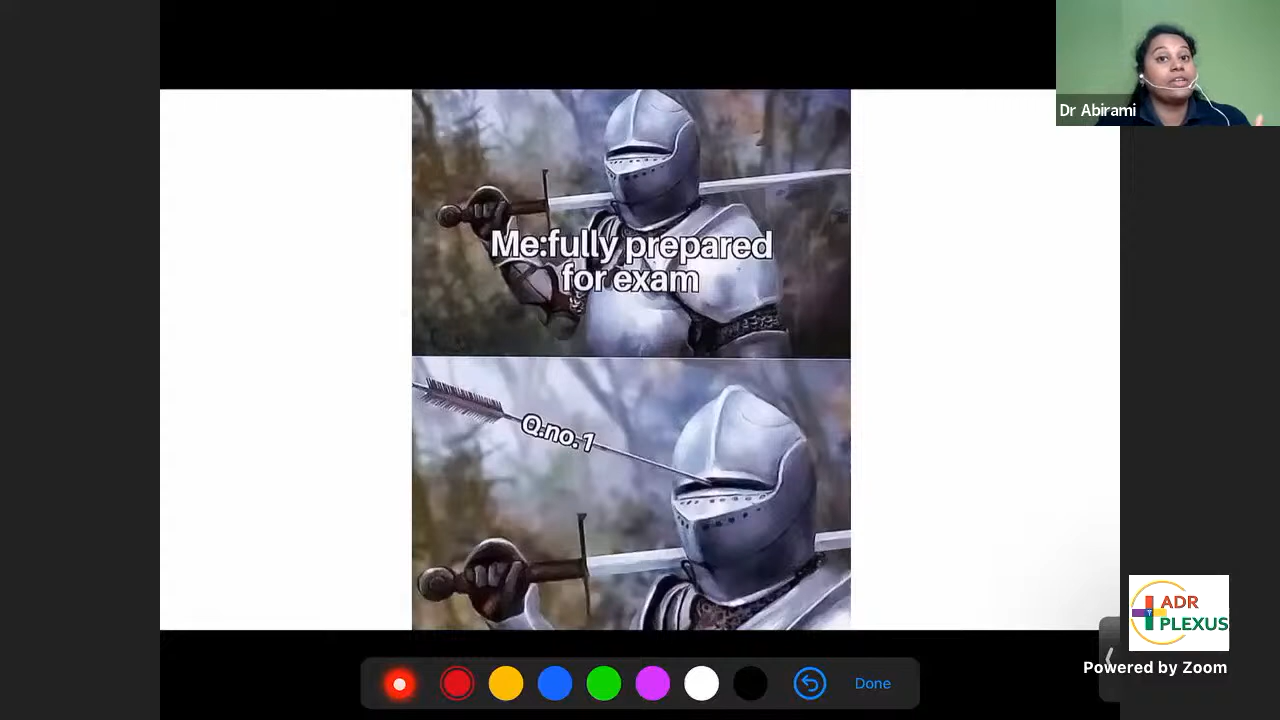 Dr Abirami
Me:fully prepared
for exam
Q.no.1
ADR
PLEXUS
Powered by Zoom
Done